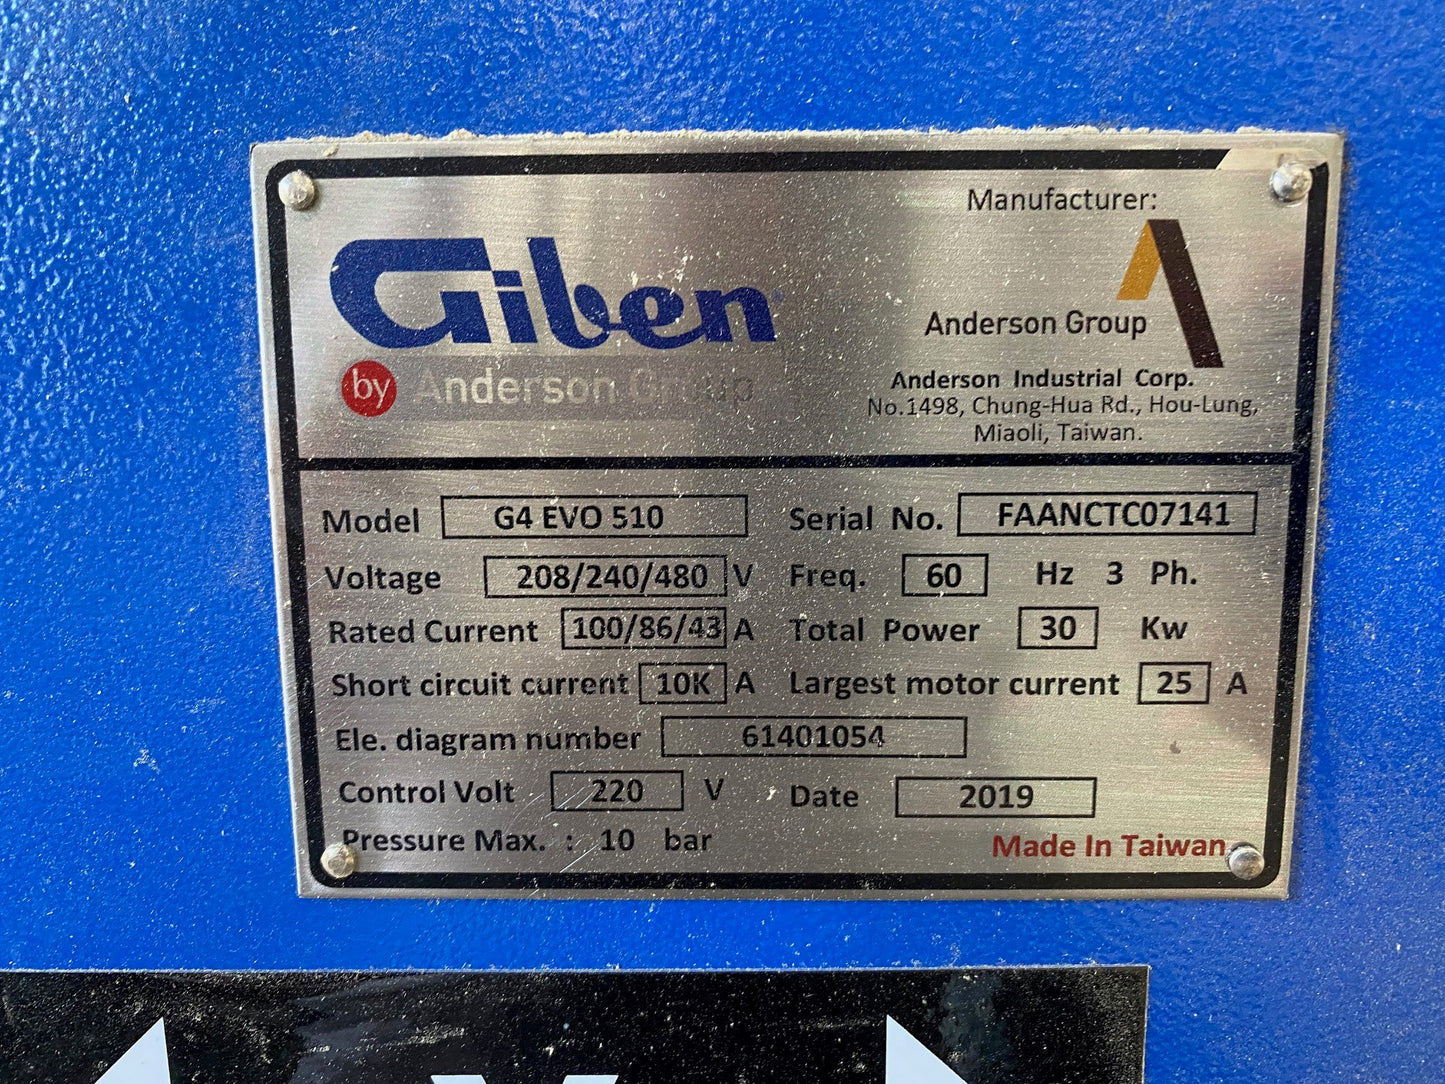 Manufacturer:
Giben®
by Anderson Group
Anderson Group
Anderson Industrial Corp.
No.1498, Chung-Hua Rd., Hou-Lung,
Miaoli, Taiwan.
Model G4 EVO 510 Serial No. FAANCTC07141
Voltage 208/240/480 V Freq. 60 Hz 3 Ph.
Rated Current 100/86/43 A Total Power 30 Kw
Short circuit current 10K A Largest motor current 25 A
Ele. diagram number 61401054
Control Volt 220 V Date 2019
Pressure Max. : 10 bar Made In Taiwan